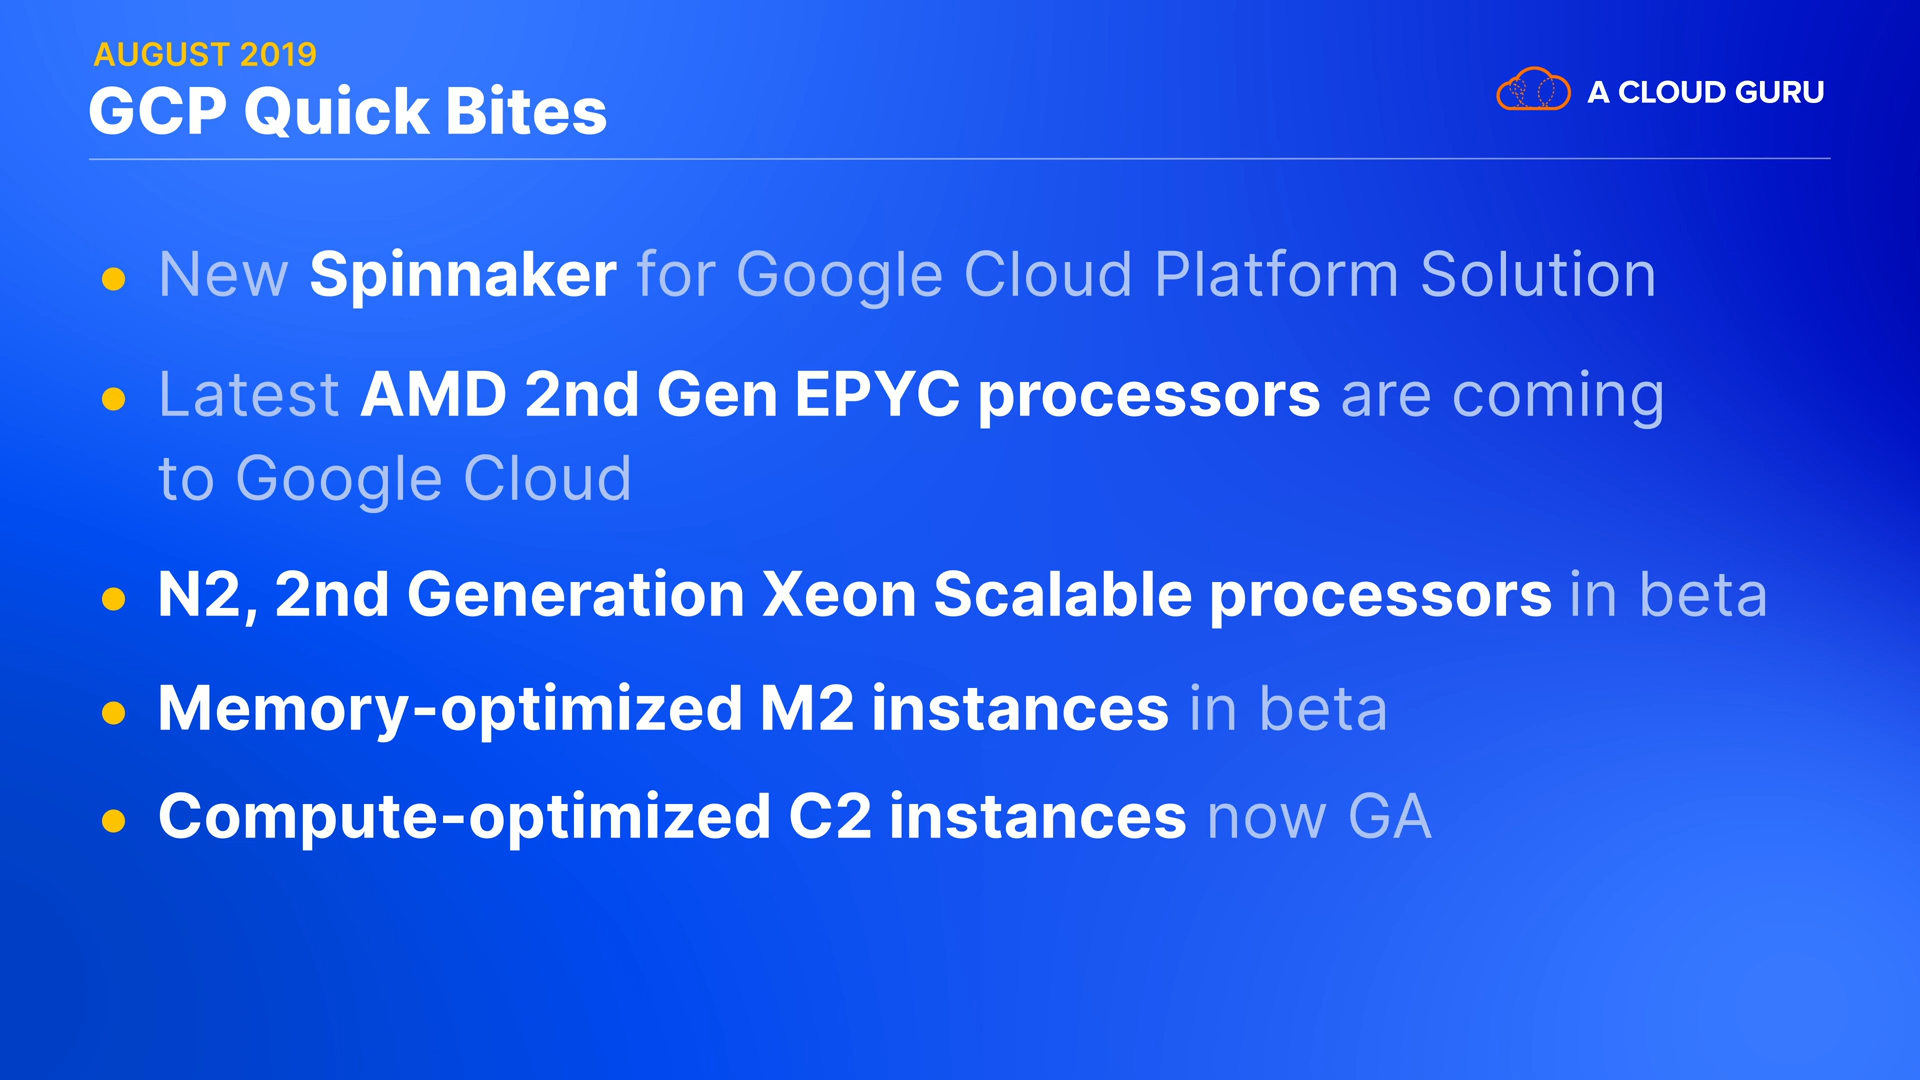 AUGUST 2019
GCP Quick Bites
A CLOUD GURU
• New Spinnaker for Google Cloud Platform Solution
• Latest AMD 2nd Gen EPYC processors are coming
to Google Cloud
• N2, 2nd Generation Xeon Scalable processors in beta
• Memory-optimized M2 instances in beta
• Compute-optimized C2 instances now GA